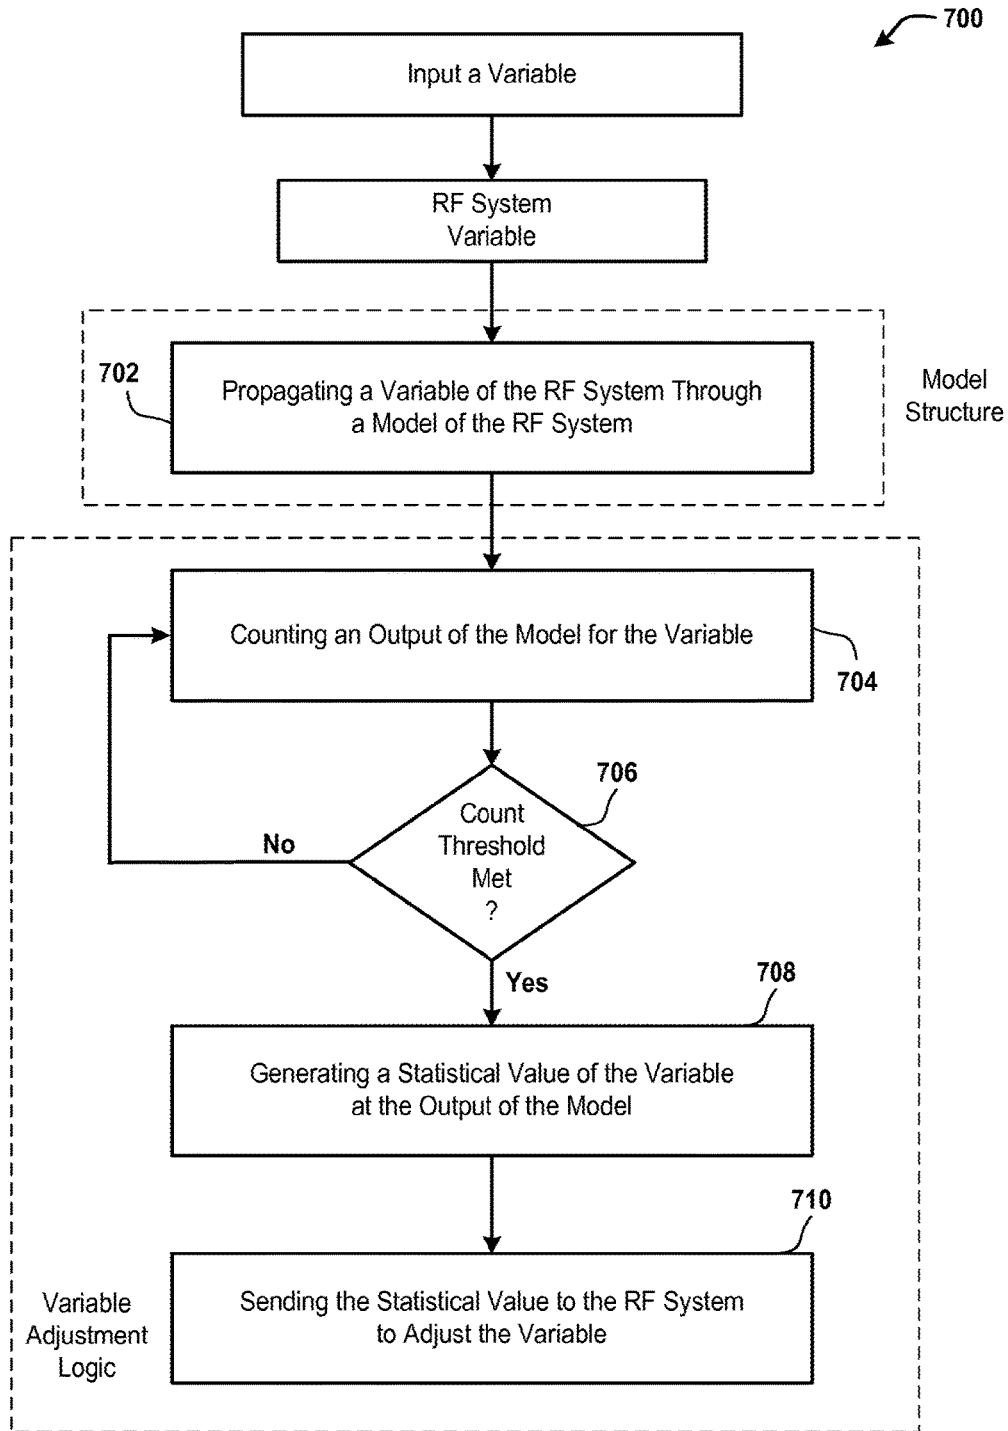 700
Input a Variable
RF System
Variable
702
Propagating a Variable of the RF System Through
a Model of the RF System
Model
Structure
Counting an Output of the Model for the Variable
704
706
Count
Threshold
Met
?
No
Yes
708
Generating a Statistical Value of the Variable
at the Output of the Model
710
Sending the Statistical Value to the RF System
to Adjust the Variable
Variable
Adjustment
Logic